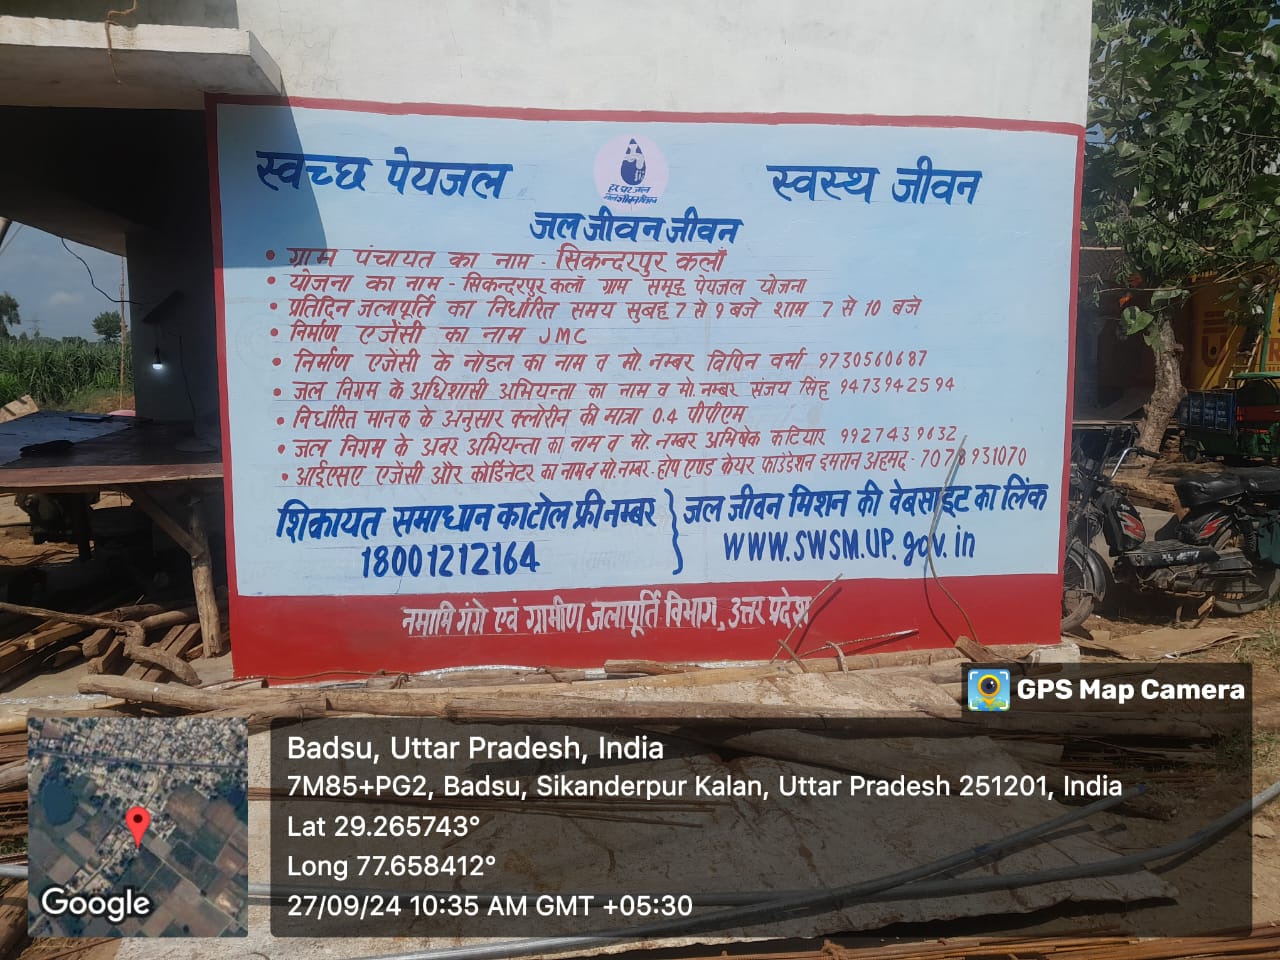 स्वच्छ पेयजल
हर घर जल
जल जीवन मिशन
स्वस्थ जीवन
जल जीवन जीवन
• ग्राम पंचायत का नाम - सिकन्दरपुर कलाँ
• योजना का नाम - सिकन्दरपुर कलाँ ग्राम समूह पेयजल योजना
• प्रतिदिन जलापूर्ति का निर्धारित समय सुबह 7 से 9 बजे शाम 7 से 10 बजे
• निर्माण एजेंसी का नाम JMC
• निर्माण एजेंसी के नोडल का नाम व मो. नम्बर विपिन वर्मा 9730560687
• जल निगम के अधिशासी अभियन्ता का नाम व मो. नम्बर संजय सिंह 9473942594
• निर्धारित मानक के अनुसार क्लोरीन की मात्रा 0.4 पीपीएम
• जल निगम के अवर अभियन्ता का नाम व मो. नम्बर अभिषेक कटियार 9927439632
• आईएसए एजेंसी और कोर्डिनेटर का नाम व मो. नम्बर - होप एण्ड केयर फाउंडेशन इमरान अहमद - 7078931070
शिकायत समाधान का टोल फ्री नम्बर
18001212164
जल जीवन मिशन की वेबसाइट का लिंक
WWW.SWSM.UP.gov.in
नमामि गंगे एवं ग्रामीण जलापूर्ति विभाग, उत्तर प्रदेश
GPS Map Camera
Badsu, Uttar Pradesh, India
7M85+PG2, Badsu, Sikanderpur Kalan, Uttar Pradesh 251201, India
Lat 29.265743°
Long 77.658412°
27/09/24 10:35 AM GMT +05:30
Google